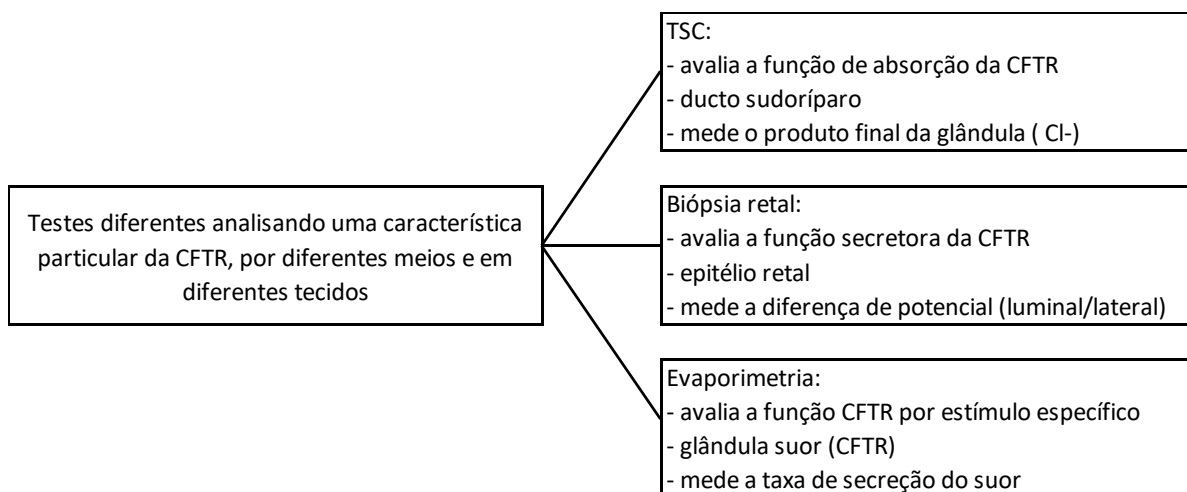 TSC:
- avalia a função de absorção da CFTR
- ducto sudoríparo
- mede o produto final da glândula ( Cl-)
Testes diferentes analisando uma característica
particular da CFTR, por diferentes meios e em
diferentes tecidos
Biópsia retal:
- avalia a função secretora da CFTR
- epitélio retal
- mede a diferença de potencial (luminal/lateral)
Evaporimetria:
- avalia a função CFTR por estímulo específico
- glândula suor (CFTR)
- mede a taxa de secreção do suor